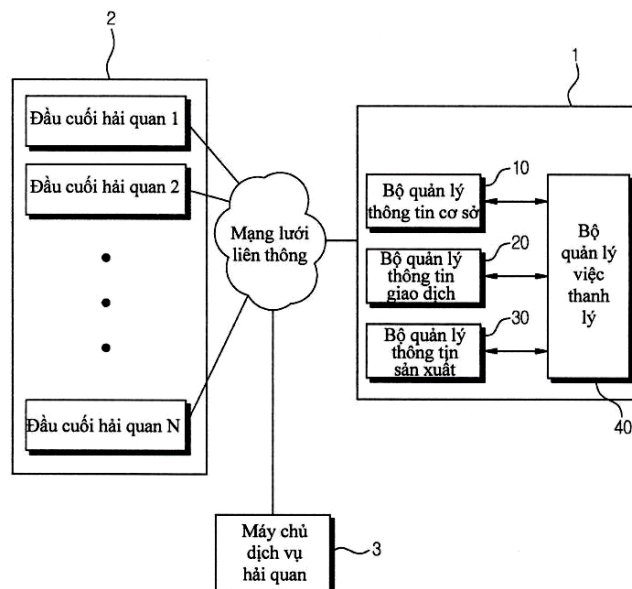 2
Đầu cuối hải quan 1
Đầu cuối hải quan 2
Đầu cuối hải quan N
Mạng lưới
liên thông
Máy chủ
dịch vụ
hải quan
3
1
Bộ quản lý
thông tin cơ sở
10
Bộ quản lý
thông tin
giao dịch
20
Bộ quản lý
thông tin
sản xuất
30
Bộ
quản lý
việc
thanh
lý
40